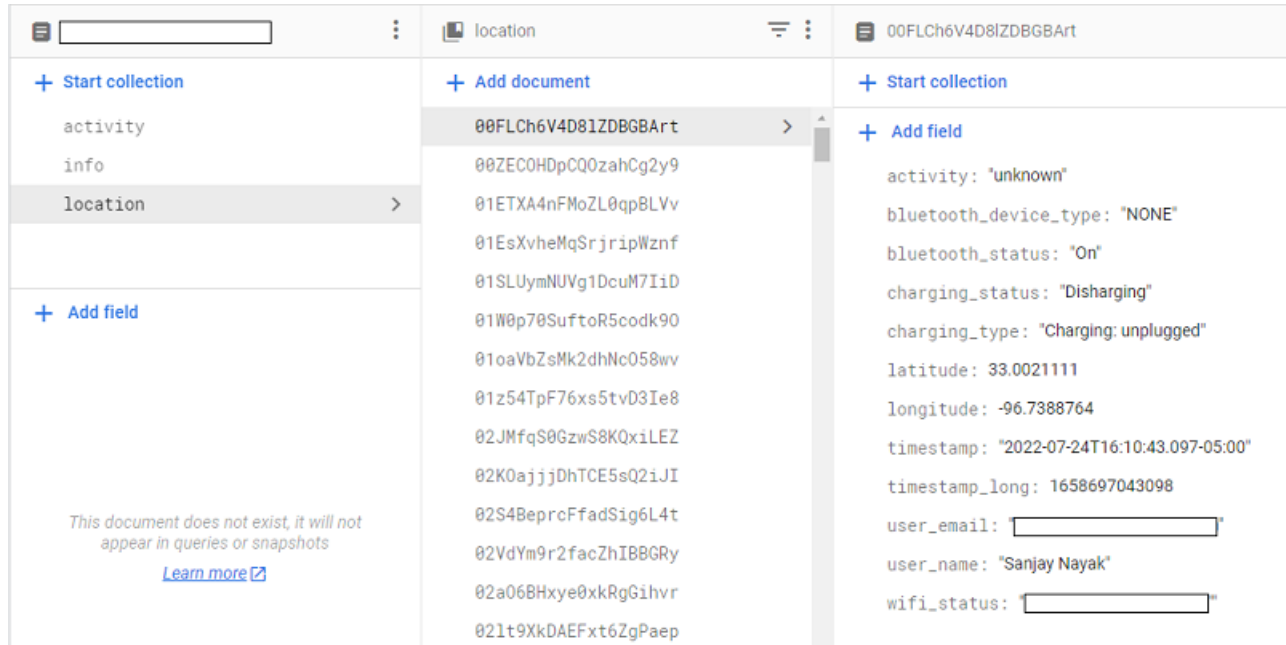 location
00FLCh6V4D8lZDBGBArt
+ Start collection
+ Add document
+ Start collection
activity
info
location
00FLCh6V4D8lZDBGBArt
00ZECOHDpCQOzahCg2y9
01ETXA4nFMoZL0qpBLVv
01EsXvheMqSrjripWznf
01SLUymNUVg1DcuM7IiD
01W0p70SuftoR5codk9O
01oaVbZsMk2dhNcO58wv
01z54TpF76xs5tvD3Ie8
02JMfqS0GzwS8KQxiLEZ
02KOajjjDhTCE5sQ2iJI
02S4BeprcFfadSig6L4t
02VdYm9r2facZhIBBGRy
02aO6BHxye0xkRgGihvr
02lt9XkDAEFxt6ZgPaep
+ Add field
This document does not exist, it will not
appear in queries or snapshots
Learn more
+ Add field
activity: "unknown"
bluetooth_device_type: "NONE"
bluetooth_status: "On"
charging_status: "Disharging"
charging_type: "Charging: unplugged"
latitude: 33.0021111
longitude: -96.7388764
timestamp: "2022-07-24T16:10:43.097-05:00"
timestamp_long: 1658697043098
user_email: " "
user_name: "Sanjay Nayak"
wifi_status: " "